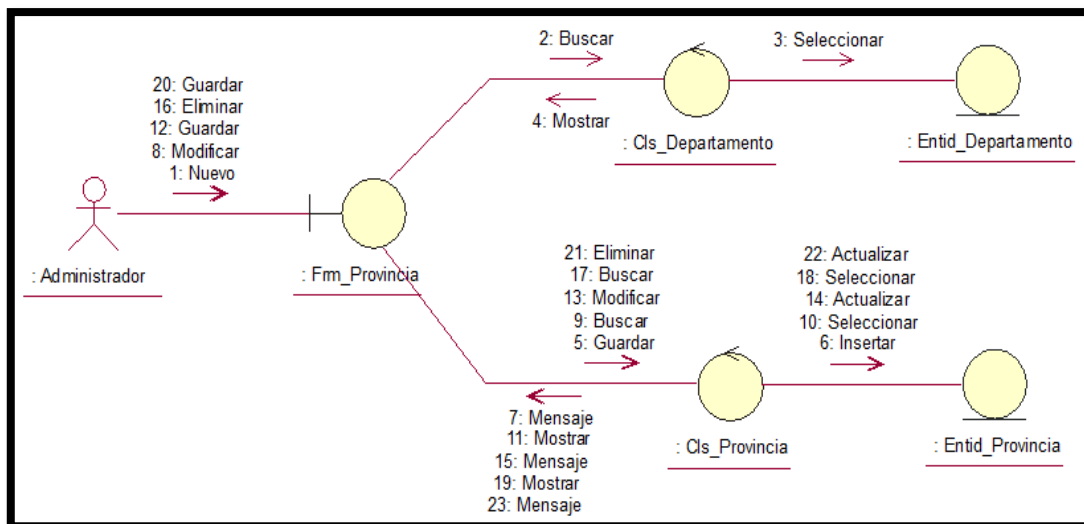 2: Buscar
3: Seleccionar
4: Mostrar
: Cls_Departamento
: Entid_Departamento
20: Guardar
16: Eliminar
12: Guardar
8: Modificar
1: Nuevo
: Administrador
: Frm_Provincia
21: Eliminar
17: Buscar
13: Modificar
9: Buscar
5: Guardar
22: Actualizar
18: Seleccionar
14: Actualizar
10: Seleccionar
6: Insertar
7: Mensaje
11: Mostrar
15: Mensaje
19: Mostrar
23: Mensaje
: Cls_Provincia
: Entid_Provincia